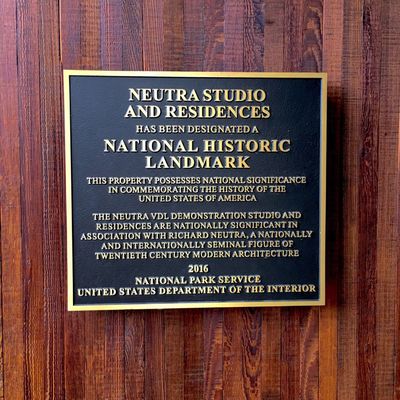 NEUTRA STUDIO
AND RESIDENCES
HAS BEEN DESIGNATED A
NATIONAL HISTORIC
LANDMARK
THIS PROPERTY POSSESSES NATIONAL SIGNIFICANCE
IN COMMEMORATING THE HISTORY OF THE
UNITED STATES OF AMERICA
THE NEUTRA VDL DEMONSTRATION STUDIO AND
RESIDENCES ARE NATIONALLY SIGNIFICANT IN
ASSOCIATION WITH RICHARD NEUTRA, A NATIONALLY
AND INTERNATIONALLY SEMINAL FIGURE OF
TWENTIETH CENTURY MODERN ARCHITECTURE
2016
NATIONAL PARK SERVICE
UNITED STATES DEPARTMENT OF THE INTERIOR